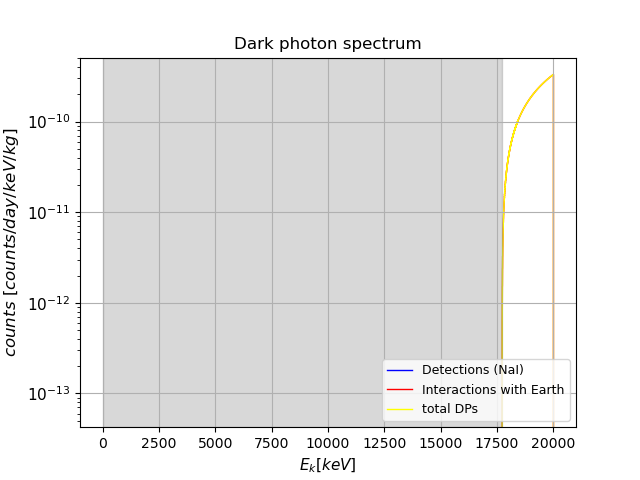 Dark photon spectrum
counts [counts/day/keV/kg]
10⁻¹⁰
10⁻¹¹
10⁻¹²
10⁻¹³
Detections (NaI)
Interactions with Earth
total DPs
0 2500 5000 7500 10000 12500 15000 17500 20000
E_k[keV]